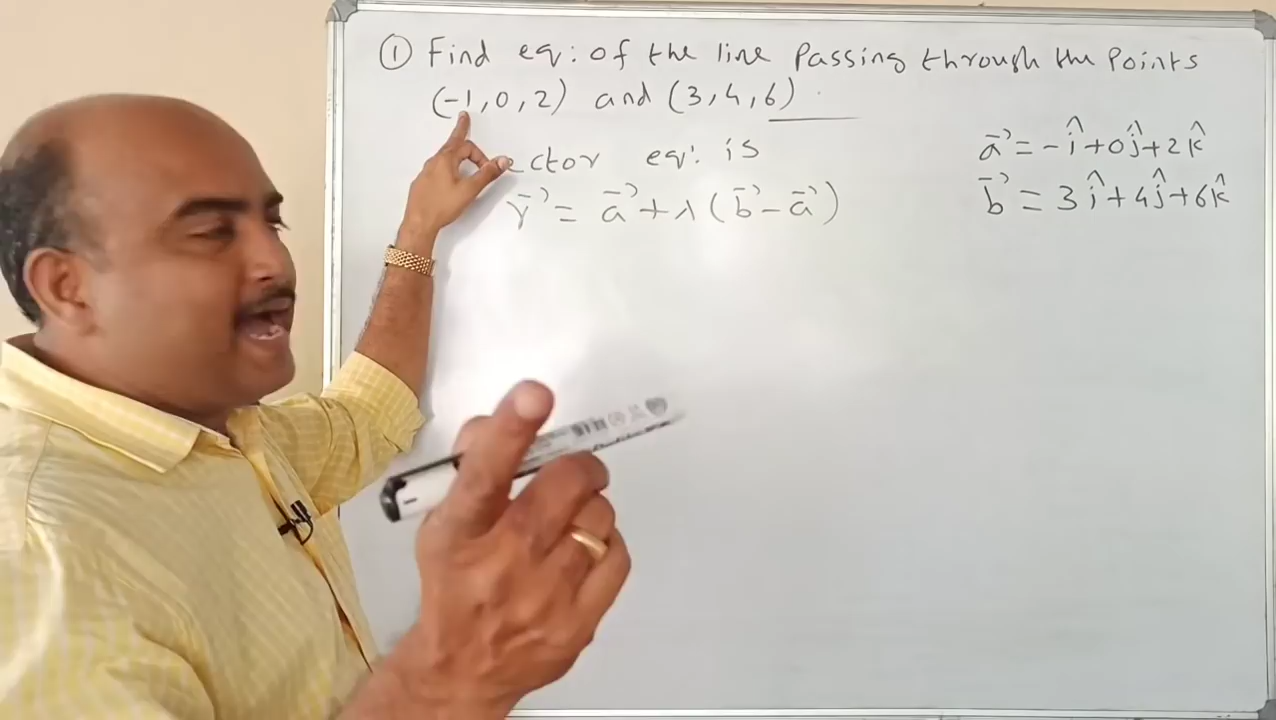 ① Find eq: of the line Passing through the Points
(-1, 0, 2) and (3, 4, 6)
ector eq: is
r⃗ = a⃗ + λ (b⃗ - a⃗)
a⃗ = -î + 0ĵ + 2k̂
b⃗ = 3î + 4ĵ + 6k̂